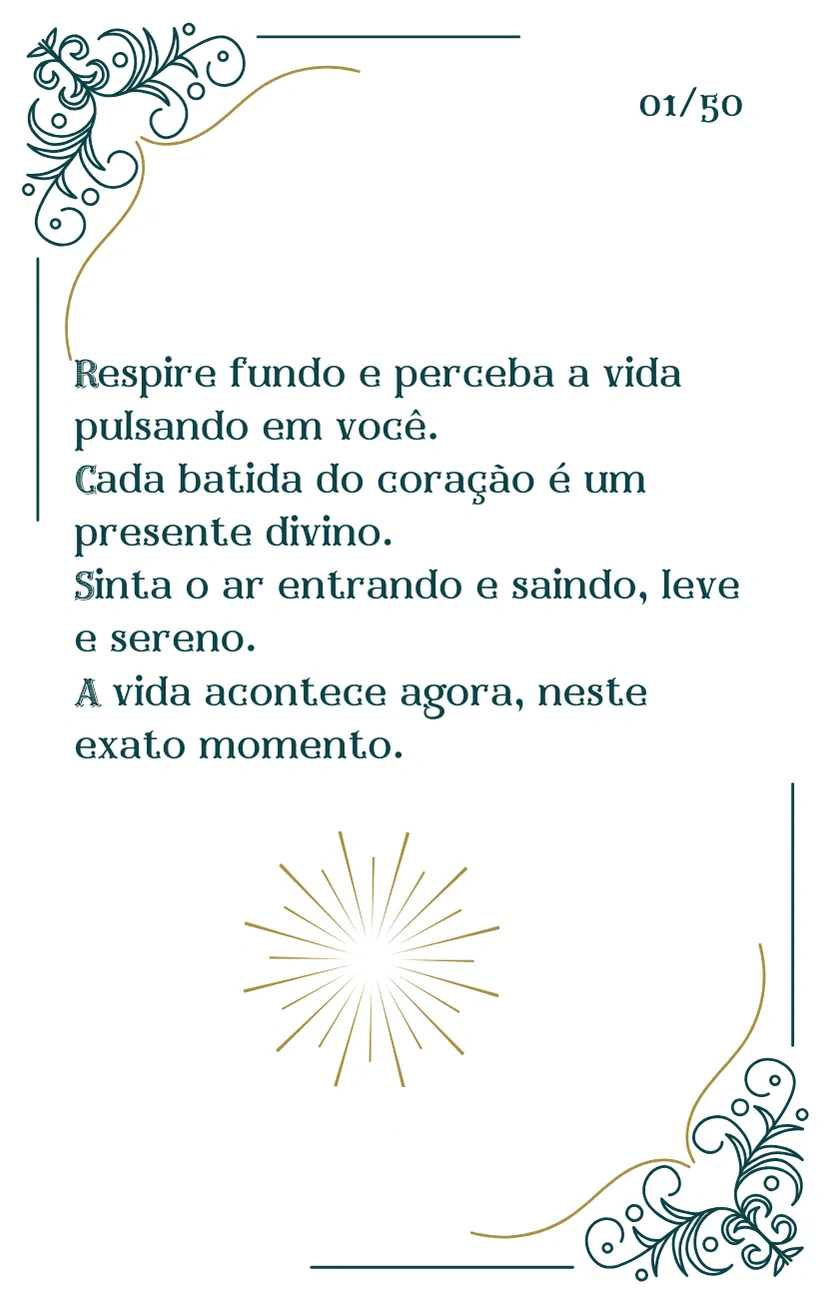 01/50
Respire fundo e perceba a vida
pulsando em você.
Cada batida do coração é um
presente divino.
Sinta o ar entrando e saindo, leve
e sereno.
A vida acontece agora, neste
exato momento.